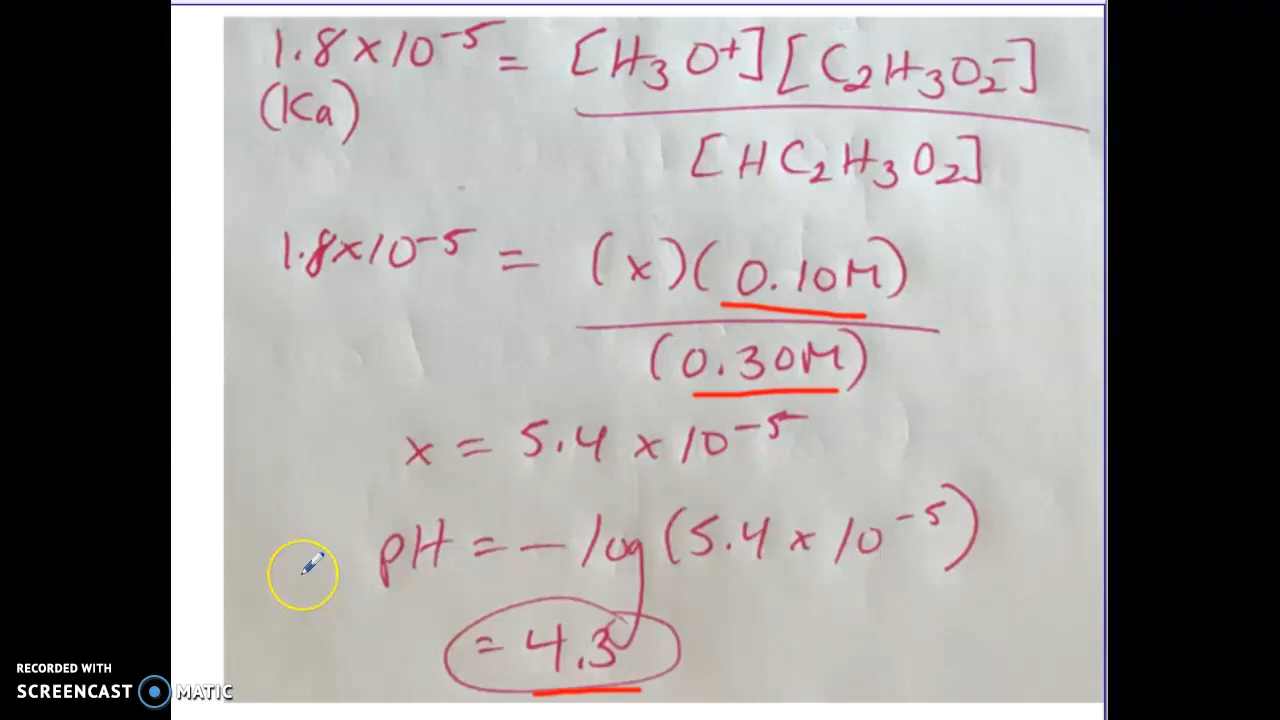 1.8 x 10⁻⁵ = [H₃O⁺][C₂H₃O₂⁻]
(Ka)
[HC₂H₃O₂]
1.8x10⁻⁵ = (x)(0.10M)
(0.30M)
x = 5.4 x 10⁻⁵
pH = - log (5.4 x 10⁻⁵)
= 4.3
RECORDED WITH
SCREENCAST MATIC